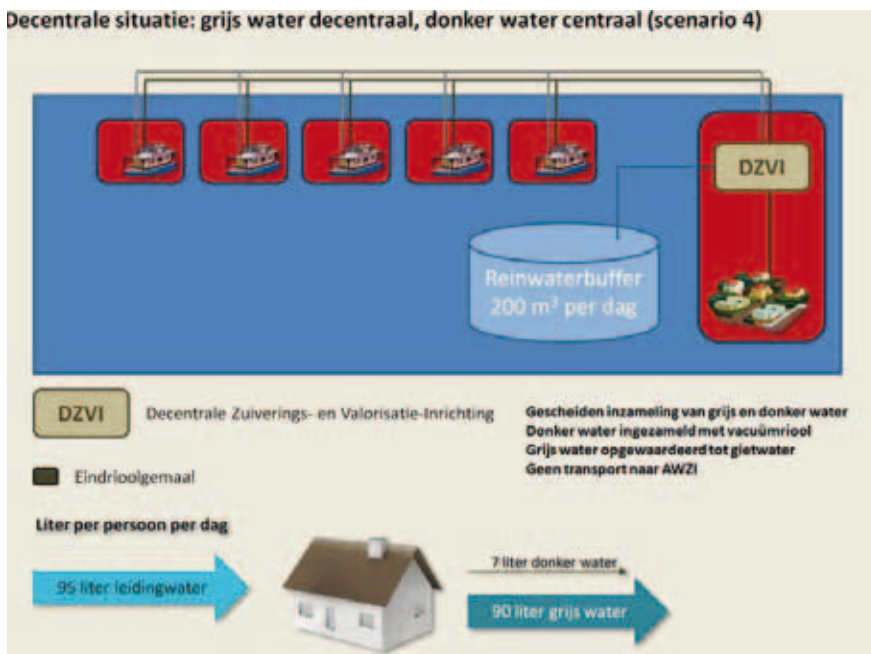 Decentrale situatie: grijs water decentraal, donker water centraal (scenario 4)
DZVI
Reinwaterbuffer
200 m³ per dag
DZVI
Decentrale Zuiverings- en Valorisatie-Inrichting
Gescheiden inzameling van grijs en donker water
Donker water ingezameld met vacuümriool
Grijs water opgewaardeerd tot gietwater
Geen transport naar AWZI
Eindrioolgemaal
Liter per persoon per dag
95 liter leidingwater
7 liter donker water
90 liter grijs water